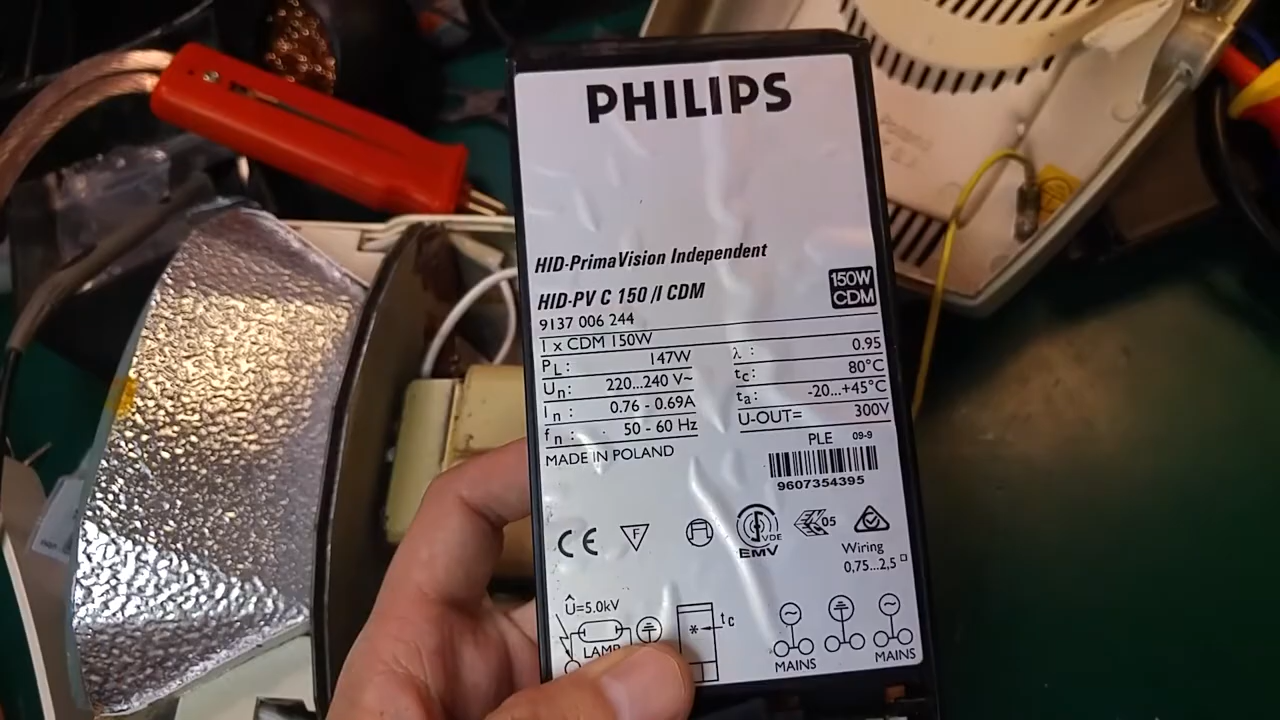 PHILIPS
HID-PrimaVision Independent
HID-PV C 150 /I CDM
150W
CDM
9137 006 244
1 x CDM 150W
PL: 147W
Un: 220...240 V~
In: 0.76 - 0.69A
fn: 50 - 60 Hz
λ: 0.95
tc: 80°C
ta: -20...+45°C
U-OUT= 300V
MADE IN POLAND
PLE 09-9
9607354395
CE
F
VDE
EMV
05
Wiring
0,75...2,5
Û=5.0kV
LAMP
* tc
MAINS
MAINS